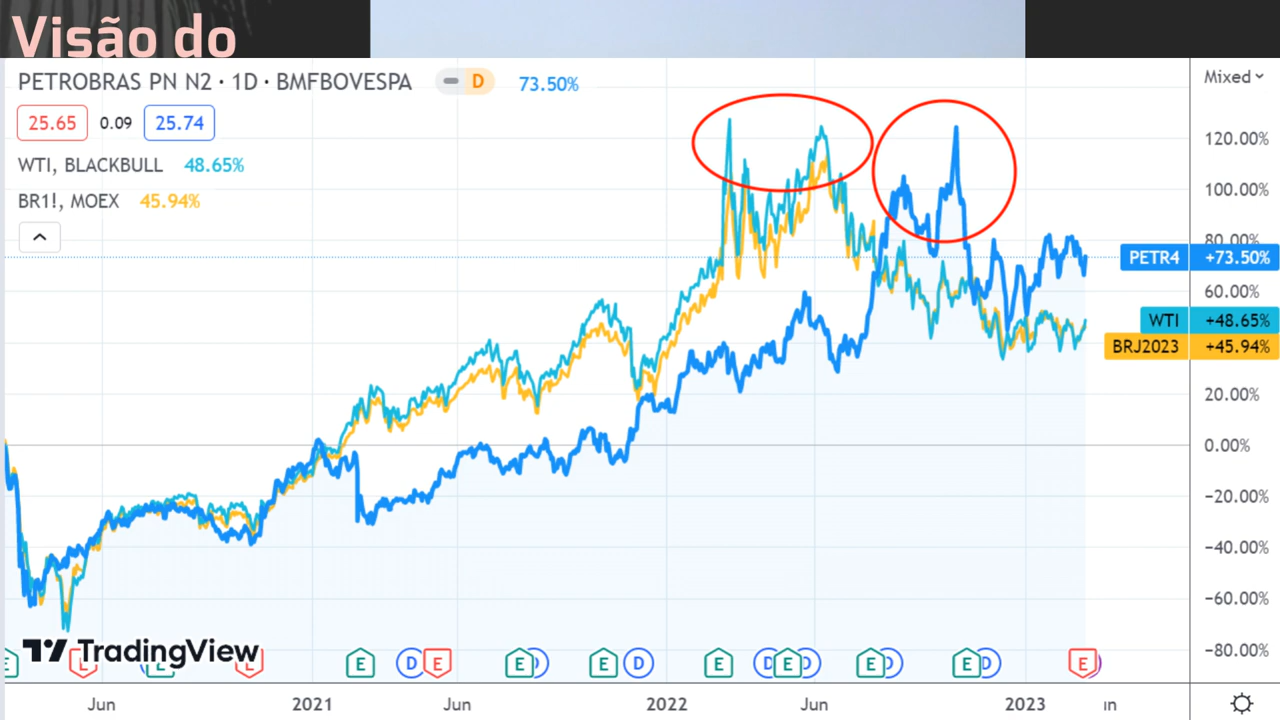 Visão do
PETROBRAS PN N2 · 1D · BMFBOVESPA D 73.50%
25.65 0.09 25.74
WTI, BLACKBULL 48.65%
BR1!, MOEX 45.94%
Mixed
120.00%
100.00%
80.00%
PETR4 +73.50%
60.00%
WTI +48.65%
BRJ2023 +45.94%
20.00%
0.00%
−20.00%
−40.00%
−60.00%
−80.00%
TradingView
E E E E E D E E D E D E D E D E D E D E
Jun 2021 Jun 2022 Jun 2023